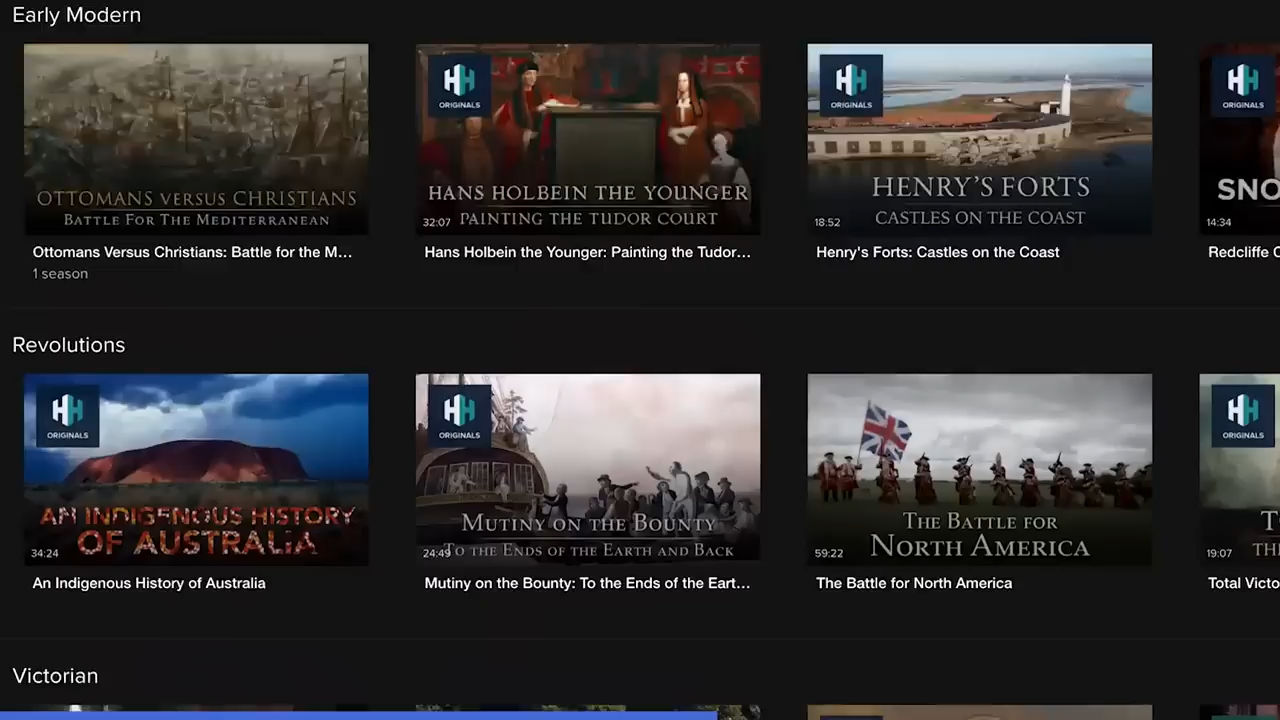 Early Modern
OTTOMANS VERSUS CHRISTIANS
BATTLE FOR THE MEDITERRANEAN
Ottomans Versus Christians: Battle for the M...
1 season
HH
ORIGINALS
HANS HOLBEIN THE YOUNGER
PAINTING THE TUDOR COURT
32:07
Hans Holbein the Younger: Painting the Tudor...
HH
ORIGINALS
HENRY'S FORTS
CASTLES ON THE COAST
18:52
Henry's Forts: Castles on the Coast
HH
ORIGINALS
SNO
14:34
Redcliffe C
Revolutions
HH
ORIGINALS
AN INDIGENOUS HISTORY
OF AUSTRALIA
34:24
An Indigenous History of Australia
HH
ORIGINALS
MUTINY ON THE BOUNTY
TO THE ENDS OF THE EARTH AND BACK
24:49
Mutiny on the Bounty: To the Ends of the Eart...
THE BATTLE FOR
NORTH AMERICA
59:22
The Battle for North America
HH
ORIGINALS
T
TH
19:07
Total Victo
Victorian